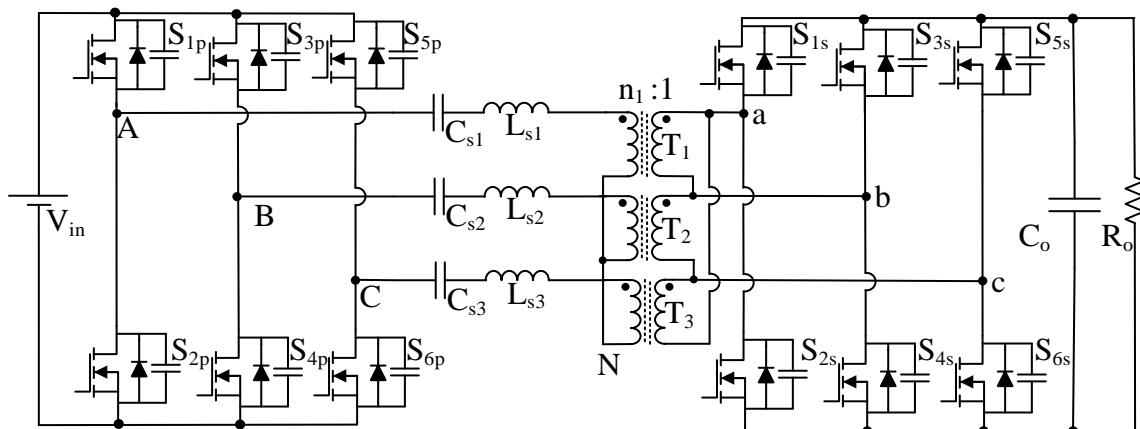 S1p
S3p
S5p
n1 :1
S1s
S3s
S5s
A
Cs1
Ls1
T1
a
Vin
B
Cs2
Ls2
T2
b
Co
Ro
C
Cs3
Ls3
T3
c
S2p
S4p
S6p
N
S2s
S4s
S6s